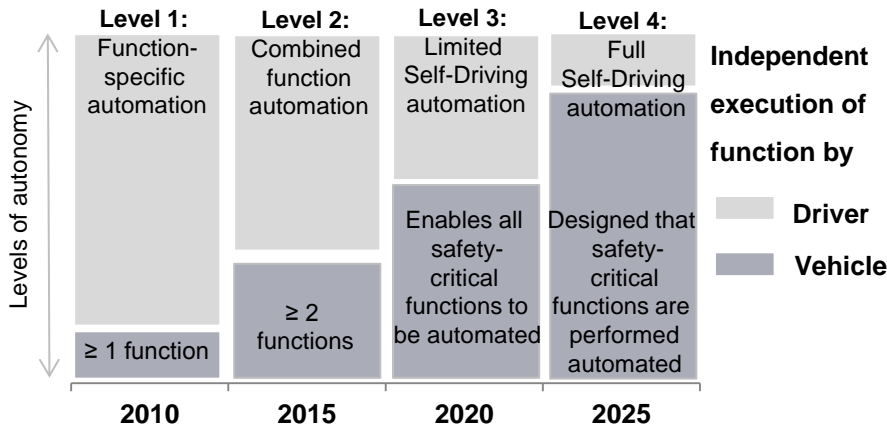 Level 1:
Function-
specific
automation
≥ 1 function
2010
Level 2:
Combined
function
automation
≥ 2
functions
2015
Level 3:
Limited
Self-Driving
automation
Enables all
safety-
critical
functions to
be automated
2020
Level 4:
Full
Self-Driving
automation
Designed that
safety-
critical
functions are
performed
automated
2025
Levels of autonomy
Independent
execution of
function by
Driver
Vehicle